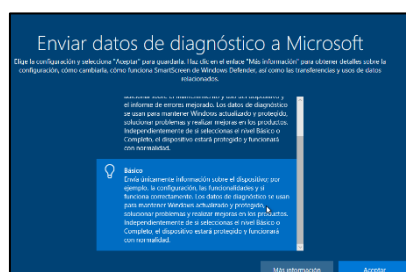 Enviar datos de diagnóstico a Microsoft
Elige la configuración y selecciona "Aceptar" para guardarla. Haz clic en el enlace "Más información" para obtener detalles sobre la
configuración, cómo cambiarla, cómo funciona SmartScreen de Windows Defender, así como las transferencias y usos de datos
relacionados.
el informe de errores mejorado. Los datos de diagnóstico
se usan para mantener Windows actualizado y protegido,
solucionar problemas y realizar mejoras en los productos.
Independientemente de si seleccionas el nivel Básico o
Completo, el dispositivo estará protegido y funcionará
con normalidad.
Básico
Envía únicamente información sobre el dispositivo; por
ejemplo, la configuración, las funcionalidades y si
funciona correctamente. Los datos de diagnóstico se usan
para mantener Windows actualizado y protegido,
solucionar problemas y realizar mejoras en los productos.
Independientemente de si seleccionas el nivel Básico o
Completo, el dispositivo estará protegido y funcionará
con normalidad.
Más información
Aceptar